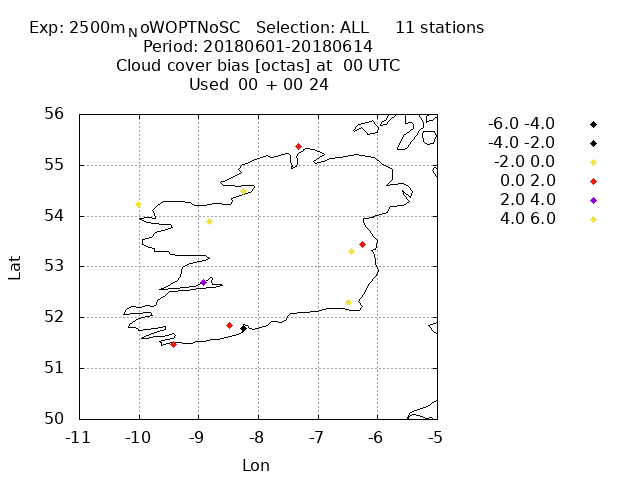 Exp: 2500m_NoWOPTNoSC Selection: ALL 11 stations
Period: 20180601-20180614
Cloud cover bias [octas] at 00 UTC
Used 00 + 00 24
56
55
54
53
52
51
50
-11 -10 -9 -8 -7 -6 -5
Lat
Lon
-6.0 -4.0
-4.0 -2.0
-2.0 0.0
0.0 2.0
2.0 4.0
4.0 6.0